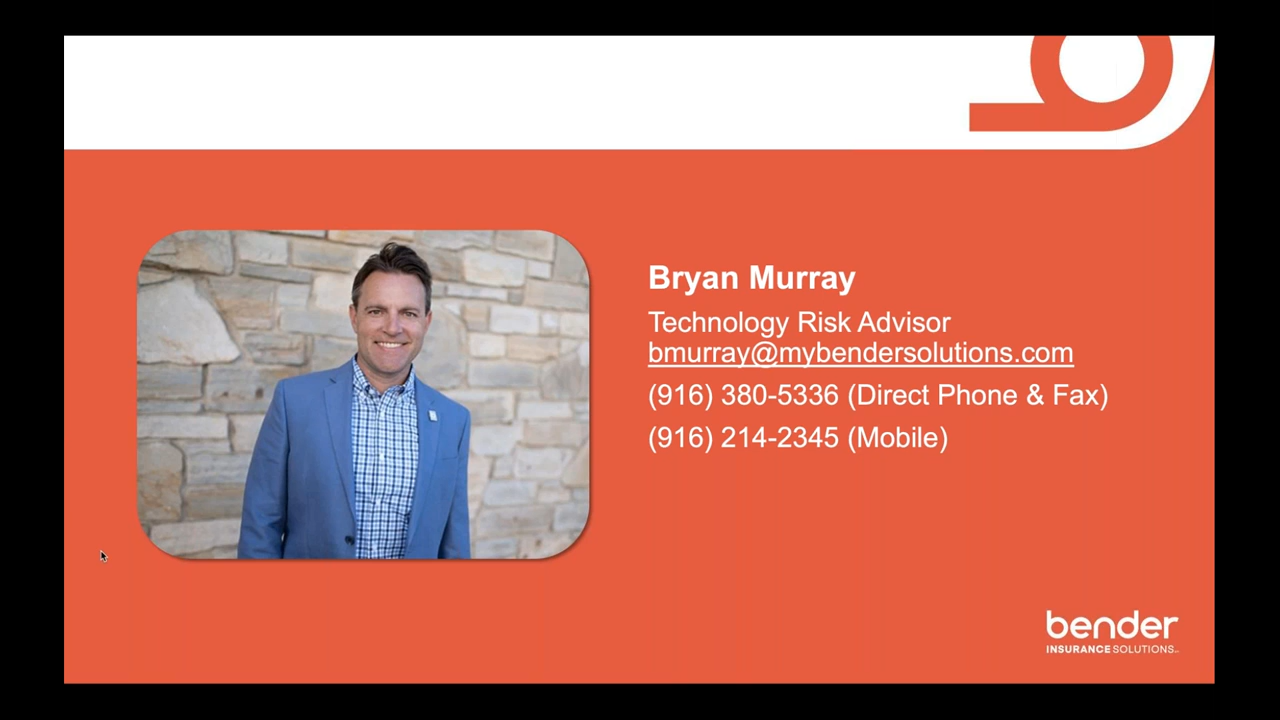 Bryan Murray
Technology Risk Advisor
bmurray@mybendersolutions.com
(916) 380-5336 (Direct Phone & Fax)
(916) 214-2345 (Mobile)
bender
INSURANCE SOLUTIONS